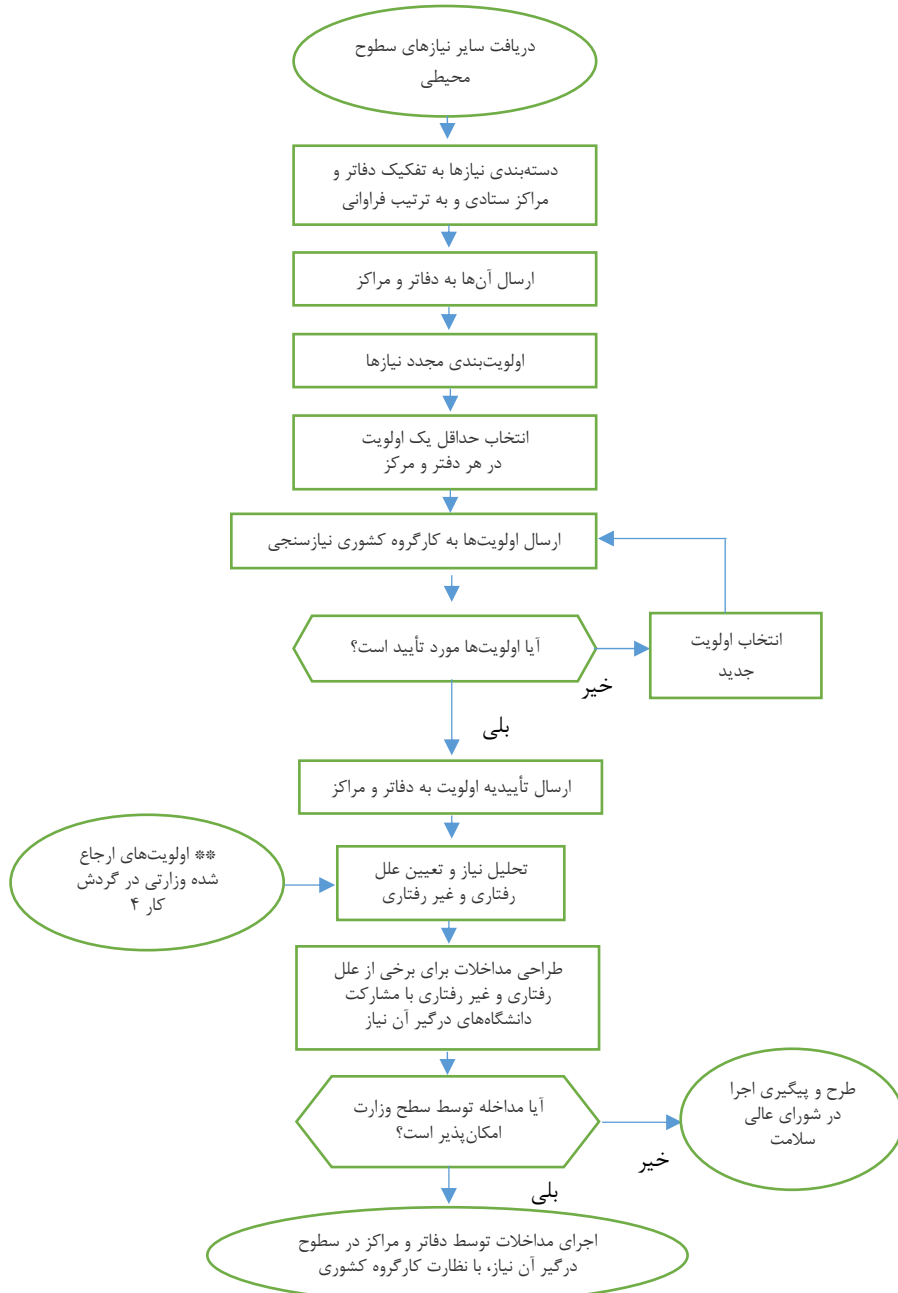 دریافت سایر نیازهای سطوح
محیطی
دسته‌بندی نیازها به تفکیک دفاتر و
مراکز ستادی و به ترتیب فراوانی
ارسال آن‌ها به دفاتر و مراکز
اولویت‌بندی مجدد نیازها
انتخاب حداقل یک اولویت
در هر دفتر و مرکز
ارسال اولویت‌ها به کارگروه کشوری نیازسنجی
آیا اولویت‌ها مورد تأیید است؟
خیر
انتخاب اولویت
جدید
بلی
ارسال تأییدیه اولویت به دفاتر و مراکز
** اولویت‌های ارجاع
شده وزارتی در گردش
کار ۴
تحلیل نیاز و تعیین علل
رفتاری و غیر رفتاری
طراحی مداخلات برای برخی از علل
رفتاری و غیر رفتاری با مشارکت
دانشگاه‌های درگیر آن نیاز
آیا مداخله توسط سطح وزارت
امکان‌پذیر است؟
خیر
طرح و پیگیری اجرا
در شورای عالی
سلامت
بلی
اجرای مداخلات توسط دفاتر و مراکز در سطوح
درگیر آن نیاز، با نظارت کارگروه کشوری